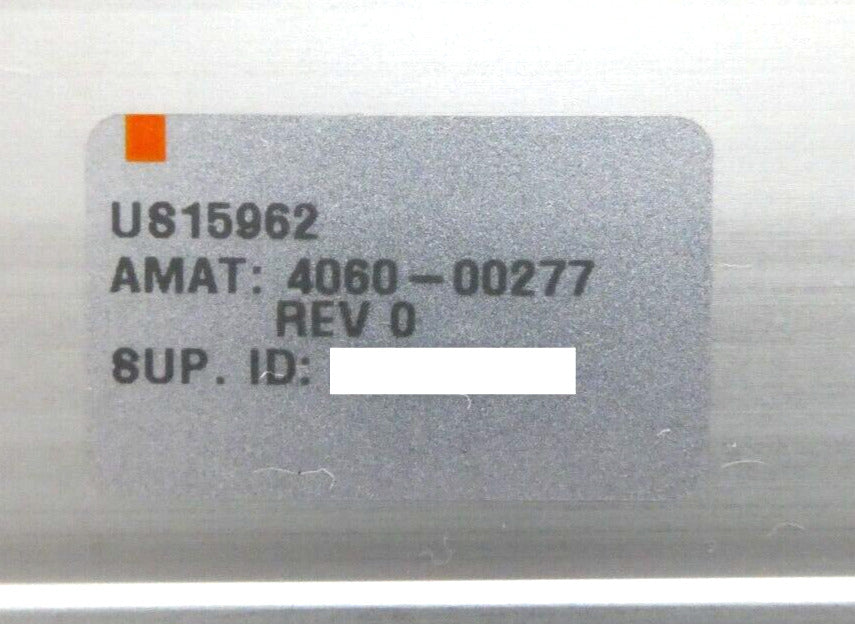 US15962
AMAT: 4060-00277
REV 0
SUP. ID: